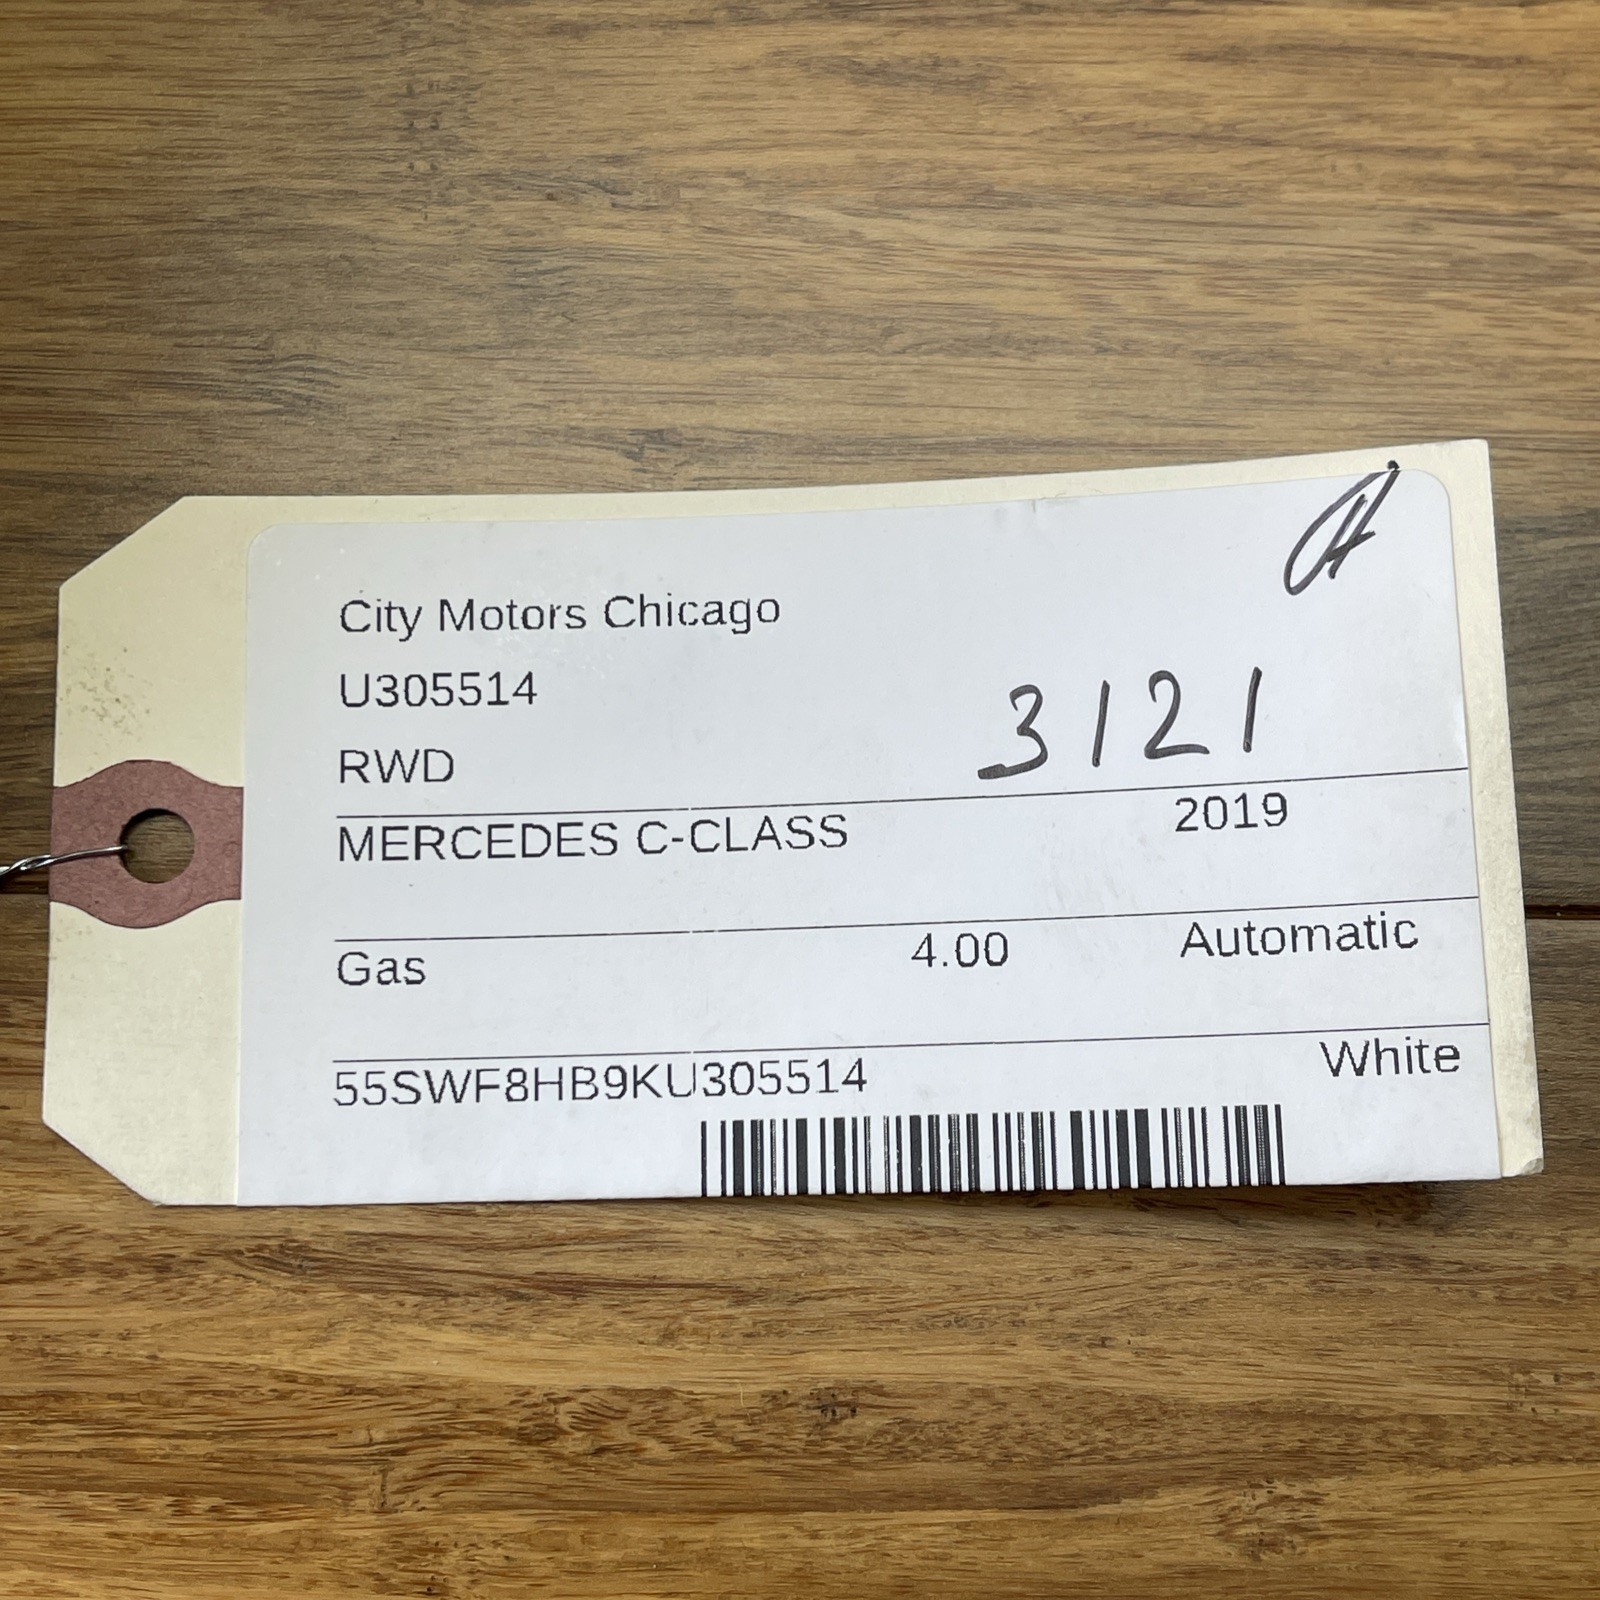 City Motors Chicago
U305514
3121
RWD
MERCEDES C-CLASS 2019
Gas 4.00 Automatic
55SWF8HB9KU305514 White